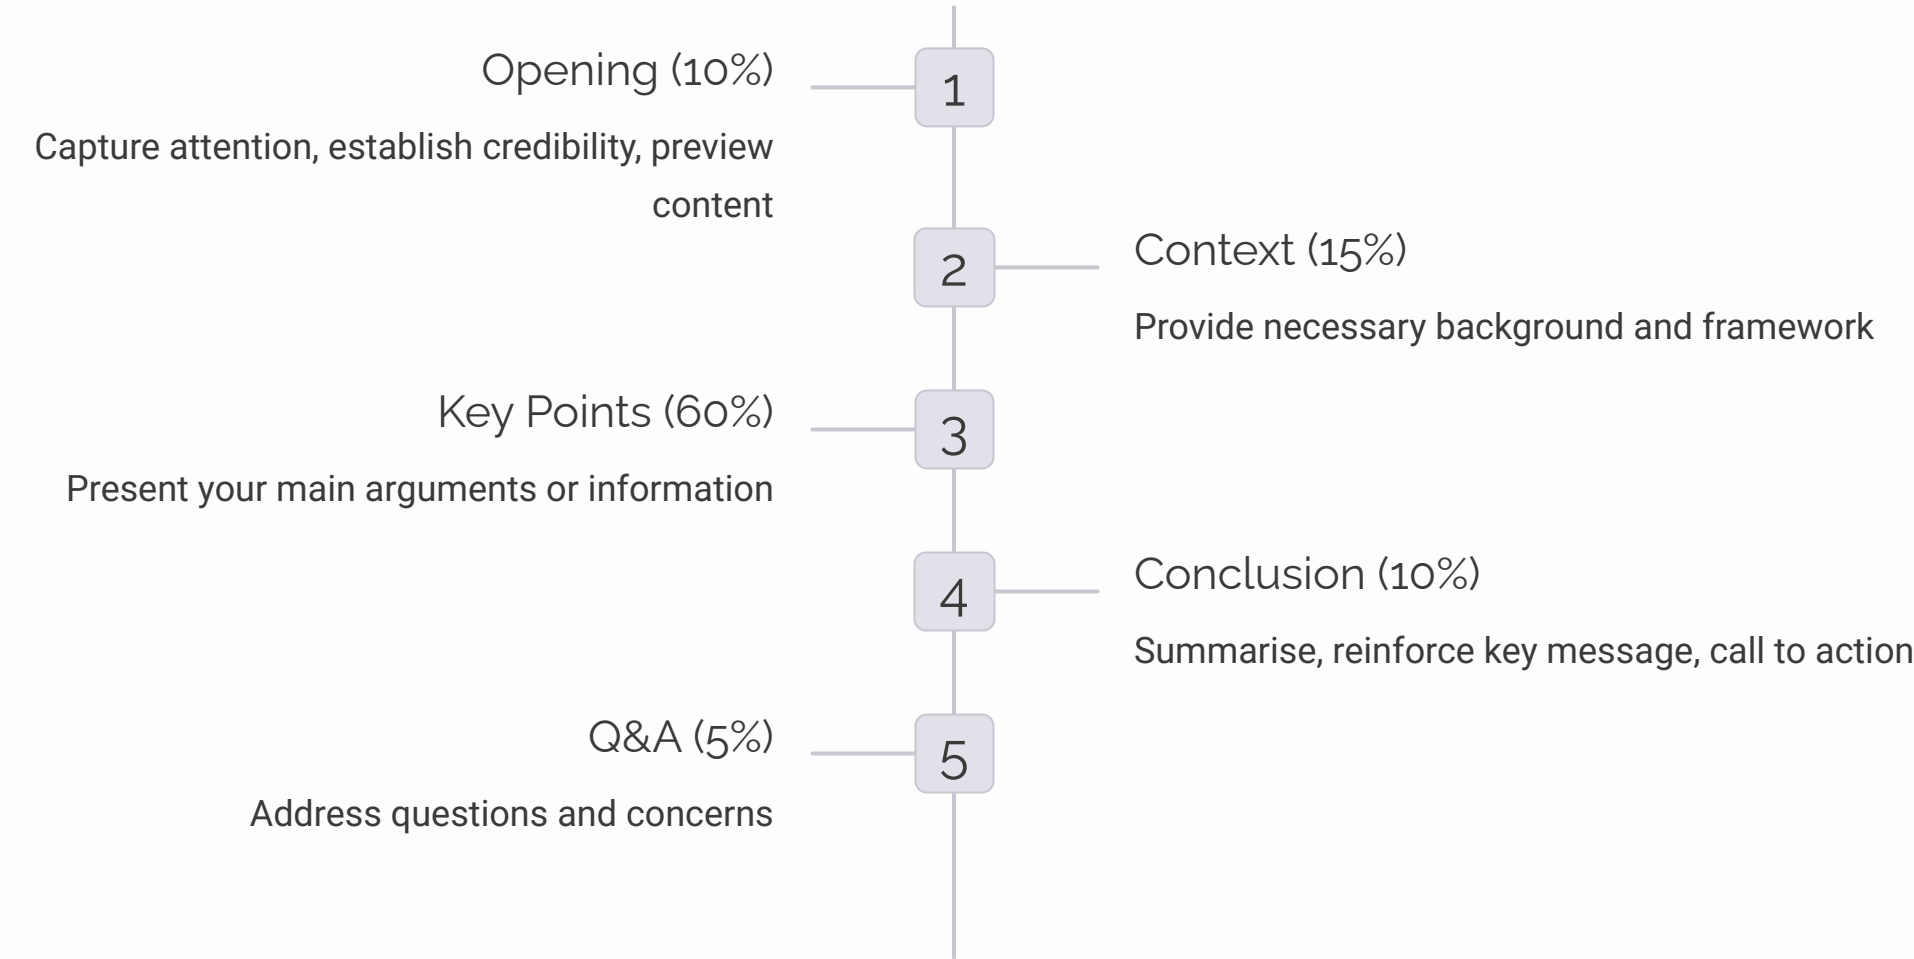 Opening (10%)
1
Capture attention, establish credibility, preview
content
2
Context (15%)
Provide necessary background and framework
Key Points (60%)
3
Present your main arguments or information
4
Conclusion (10%)
Summarise, reinforce key message, call to action
Q&A (5%)
5
Address questions and concerns